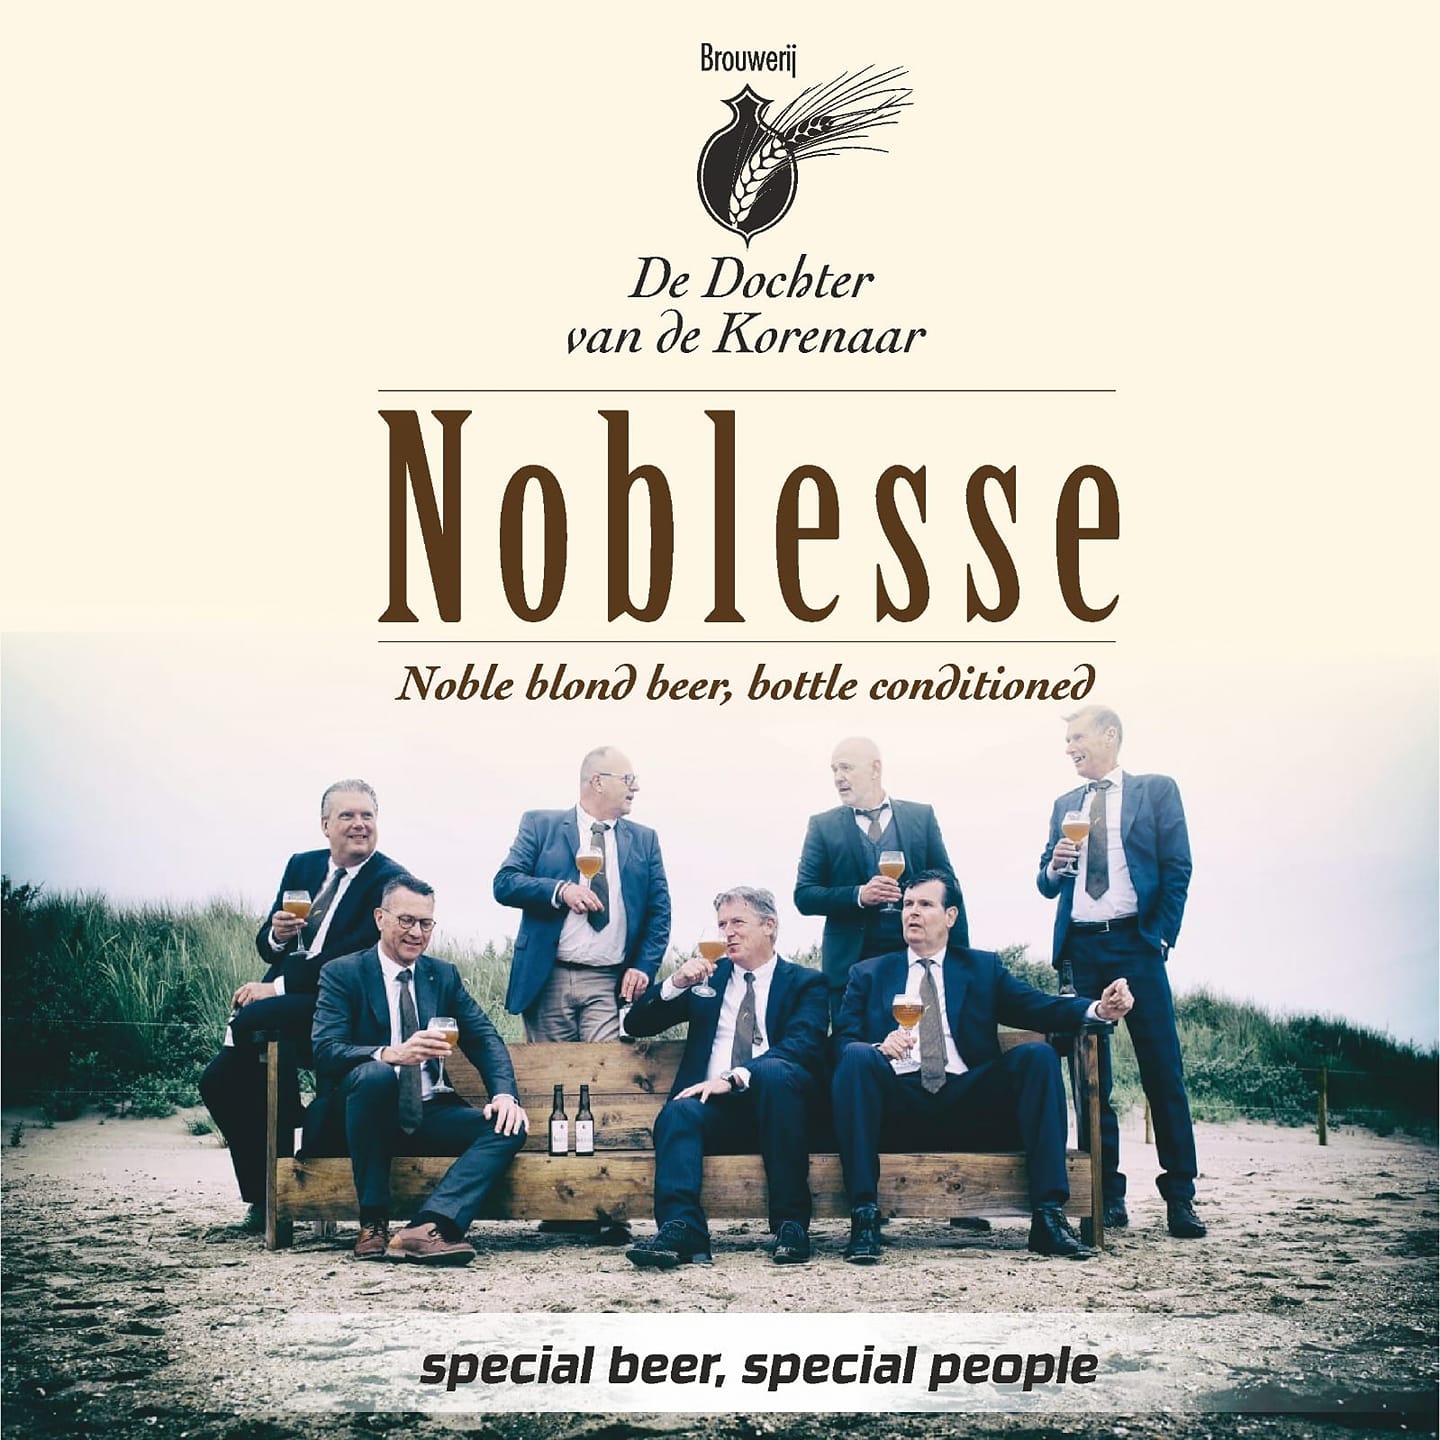 Brouwerij
De Dochter
van de Korenaar
Noblesse
Noble blond beer, bottle conditioned
special beer, special people